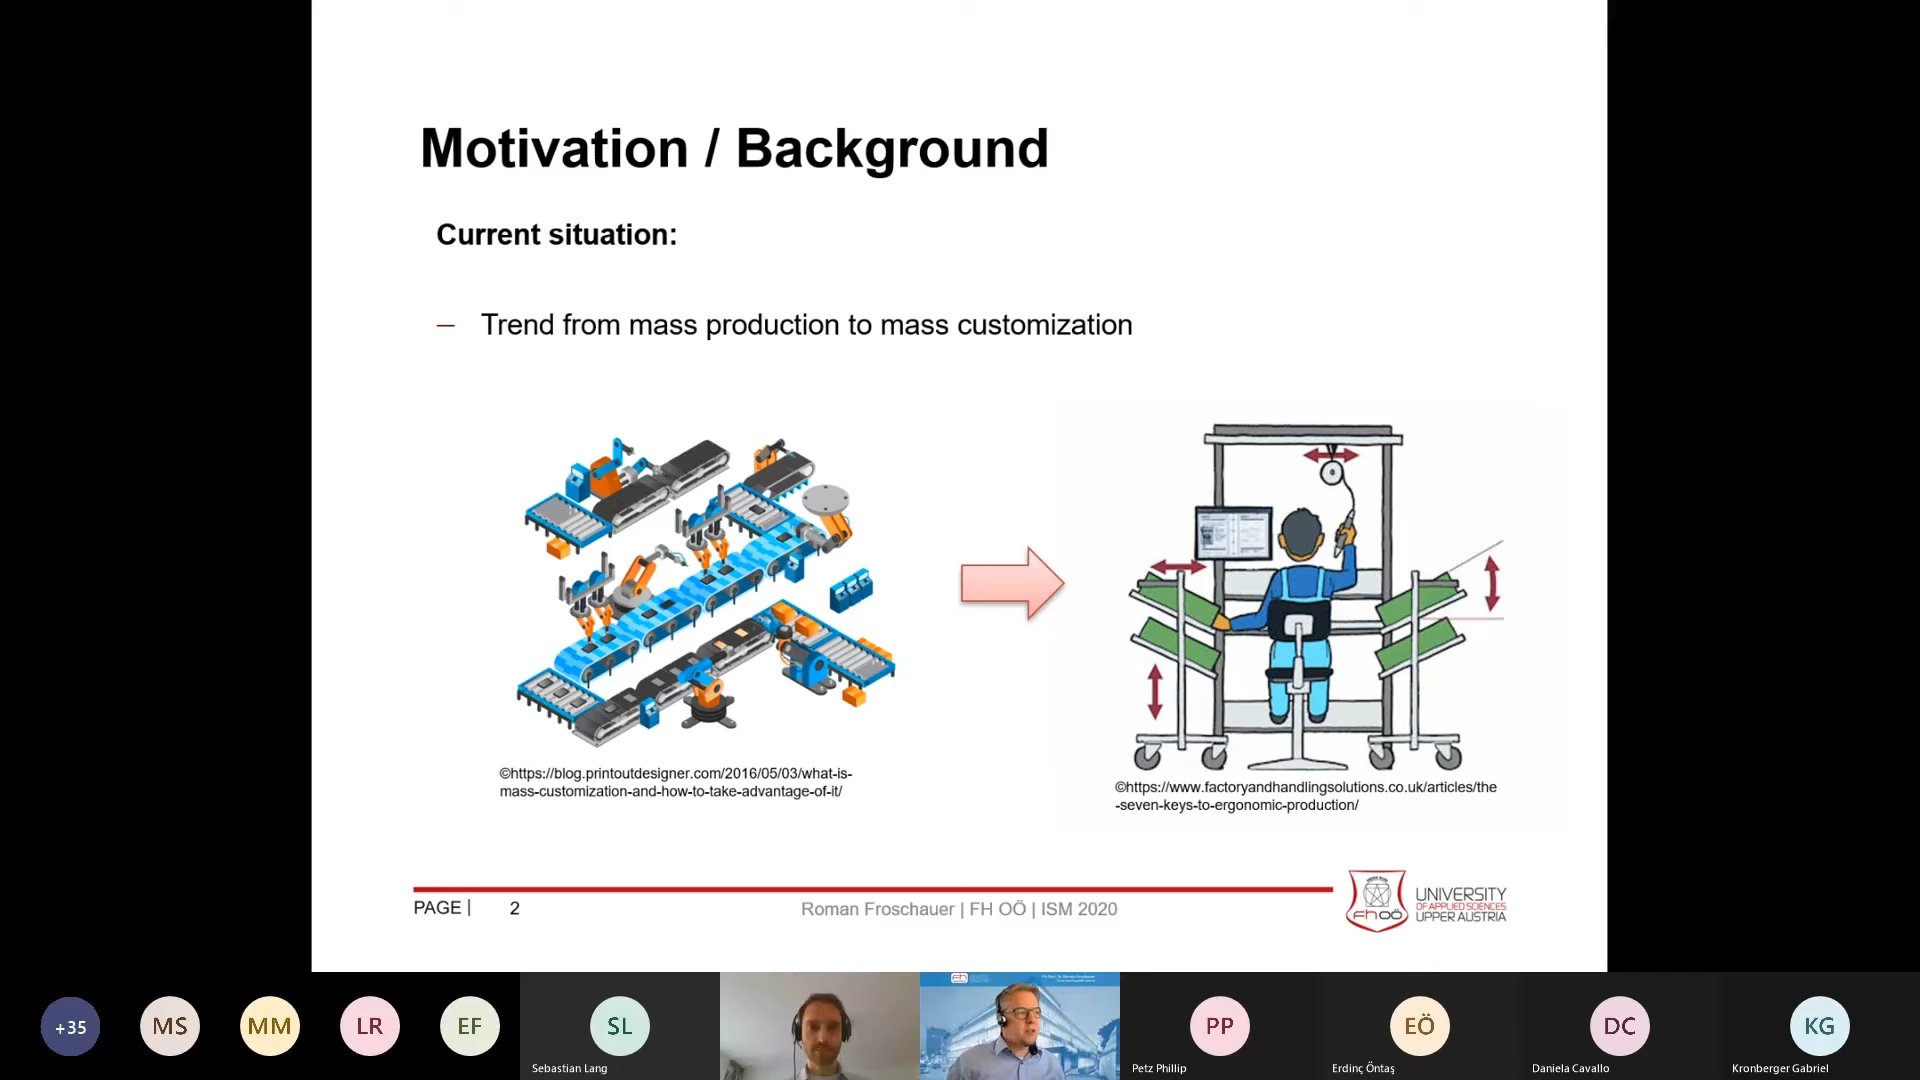 Motivation / Background
Current situation:
– Trend from mass production to mass customization
©https://blog.printoutdesigner.com/2016/05/03/what-is-
mass-customization-and-how-to-take-advantage-of-it/
©https://www.factoryandhandlingsolutions.co.uk/articles/the
-seven-keys-to-ergonomic-production/
PAGE | 2
Roman Froschauer | FH OÖ | ISM 2020
fh oö
UNIVERSITY
OF APPLIED SCIENCES
UPPER AUSTRIA
+35
MS
MM
LR
EF
SL
Sebastian Lang
fh
PP
Petz Phillip
EÖ
Erdinç Öntaş
DC
Daniela Cavallo
KG
Kronberger Gabriel